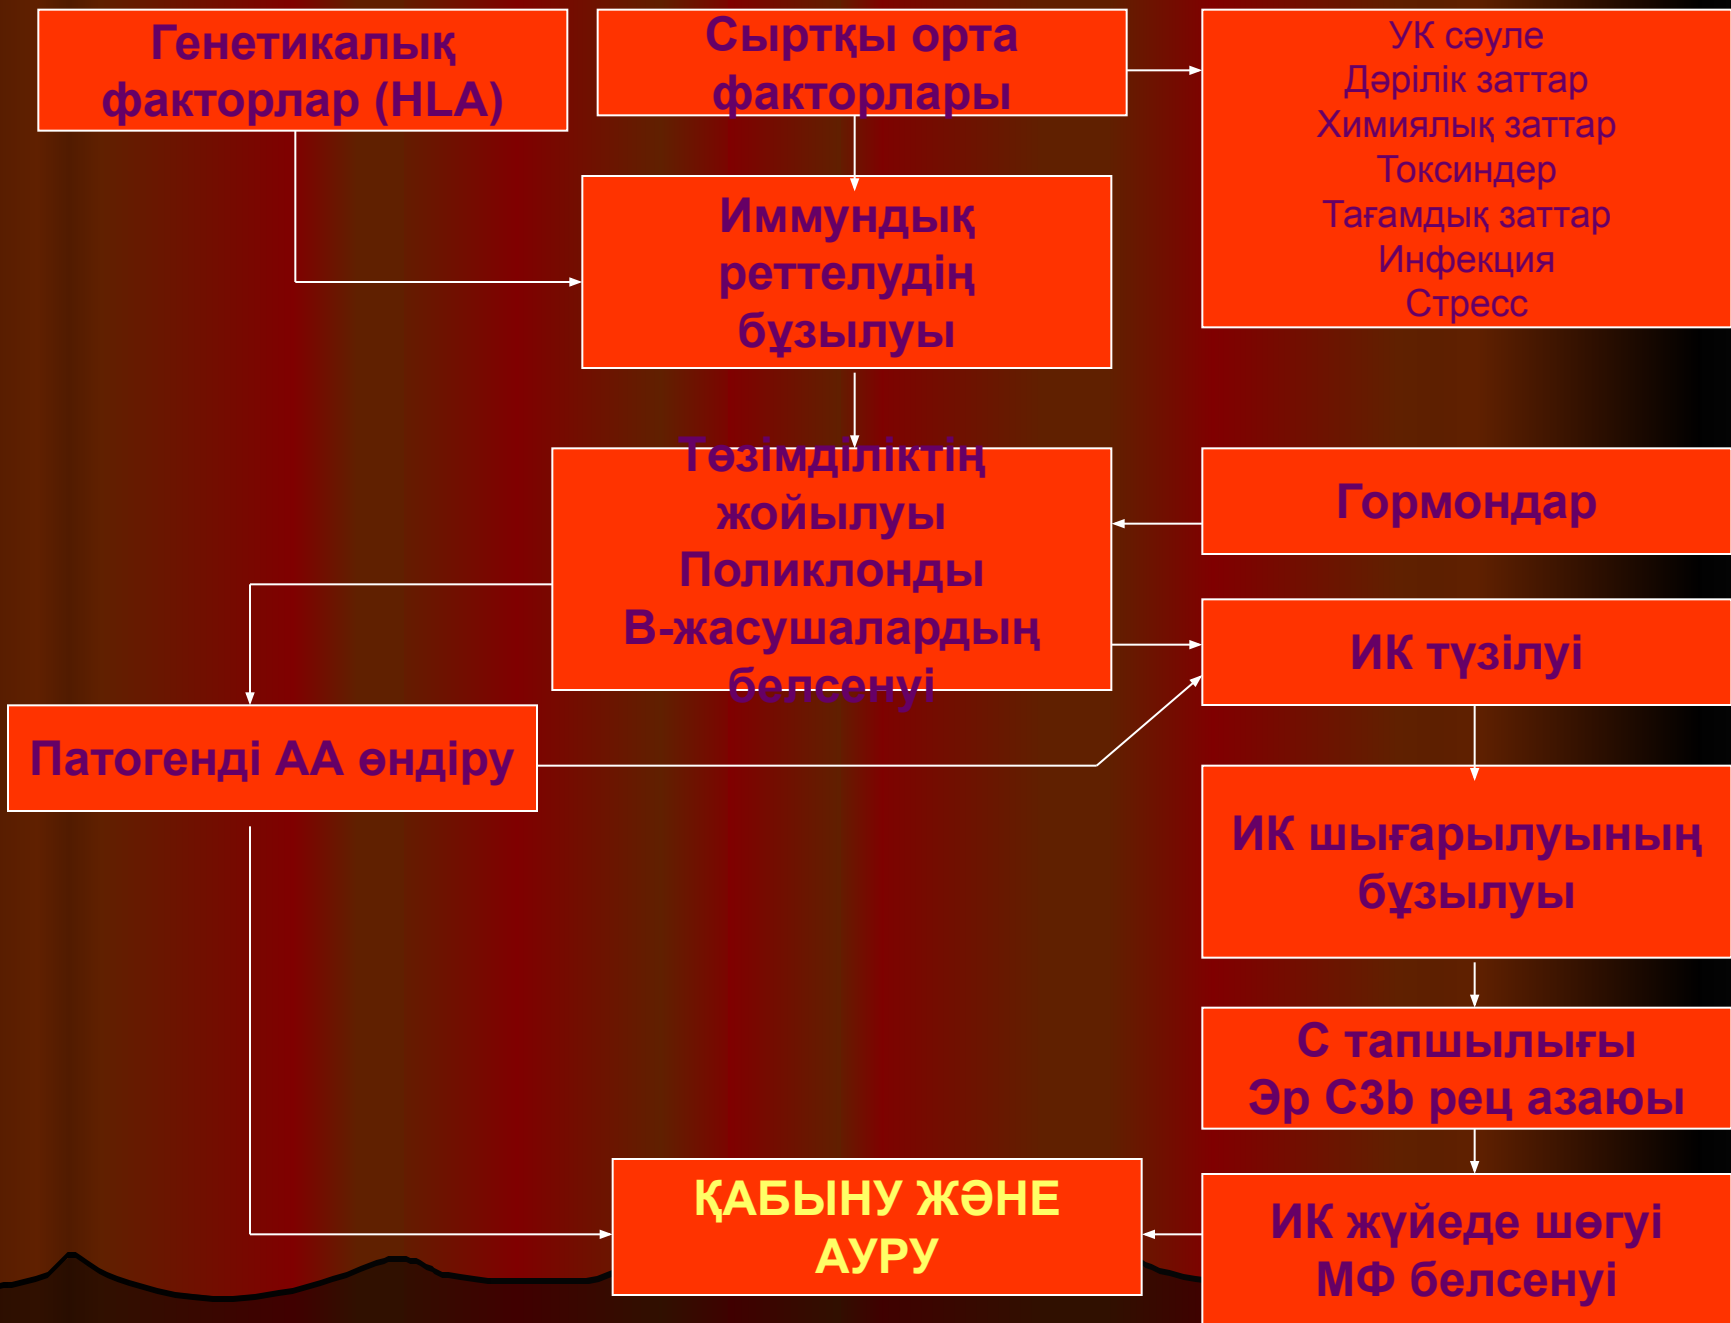 Генетикалық
факторлар (HLA)
Сыртқы орта
факторлары
УК сәуле
Дәрілік заттар
Химиялық заттар
Токсиндер
Тағамдық заттар
Инфекция
Стресс
Иммундық
реттелудің
бұзылуы
Төзімділіктің
жойылуы
Поликлонды
В-жасушалардың
белсенуі
Гормондар
ИК түзілуі
Патогенді АА өндіру
ИК шығарылуының
бұзылуы
С тапшылығы
Эр С3b рец азаюы
ҚАБЫНУ ЖӘНЕ
АУРУ
ИК жүйеде шөгуі
МФ белсенуі